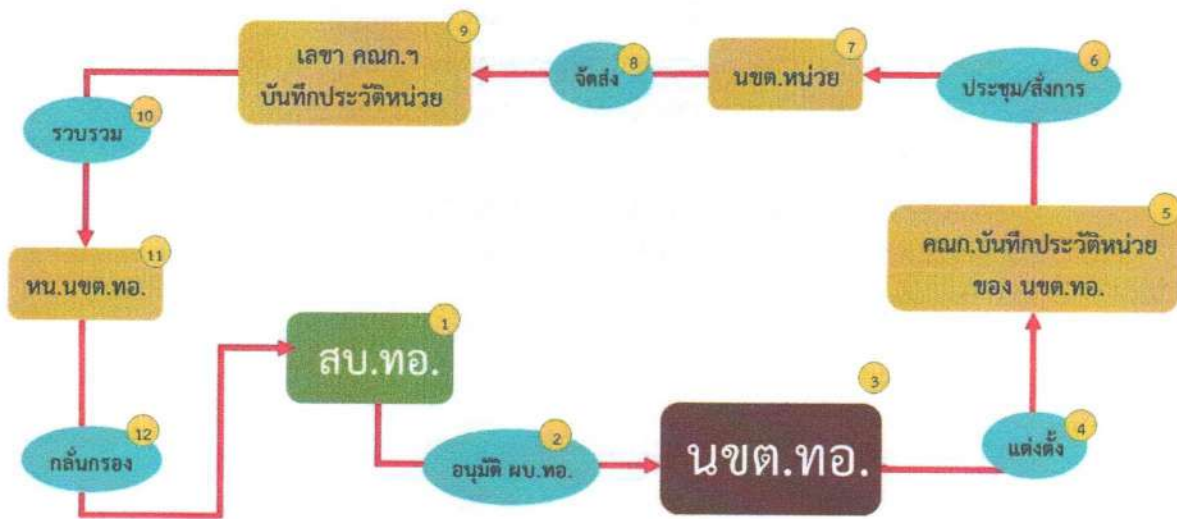 9
เลขา คณก.ฯ
บันทึกประวัติหน่วย
8
จัดส่ง
7
นขต.หน่วย
6
ประชุม/สั่งการ
10
รวบรวม
5
คณก.บันทึกประวัติหน่วย
ของ นขต.ทอ.
11
หน.นขต.ทอ.
1
สบ.ทอ.
3
นขต.ทอ.
2
อนุมัติ ผบ.ทอ.
4
แต่งตั้ง
12
กลั่นกรอง